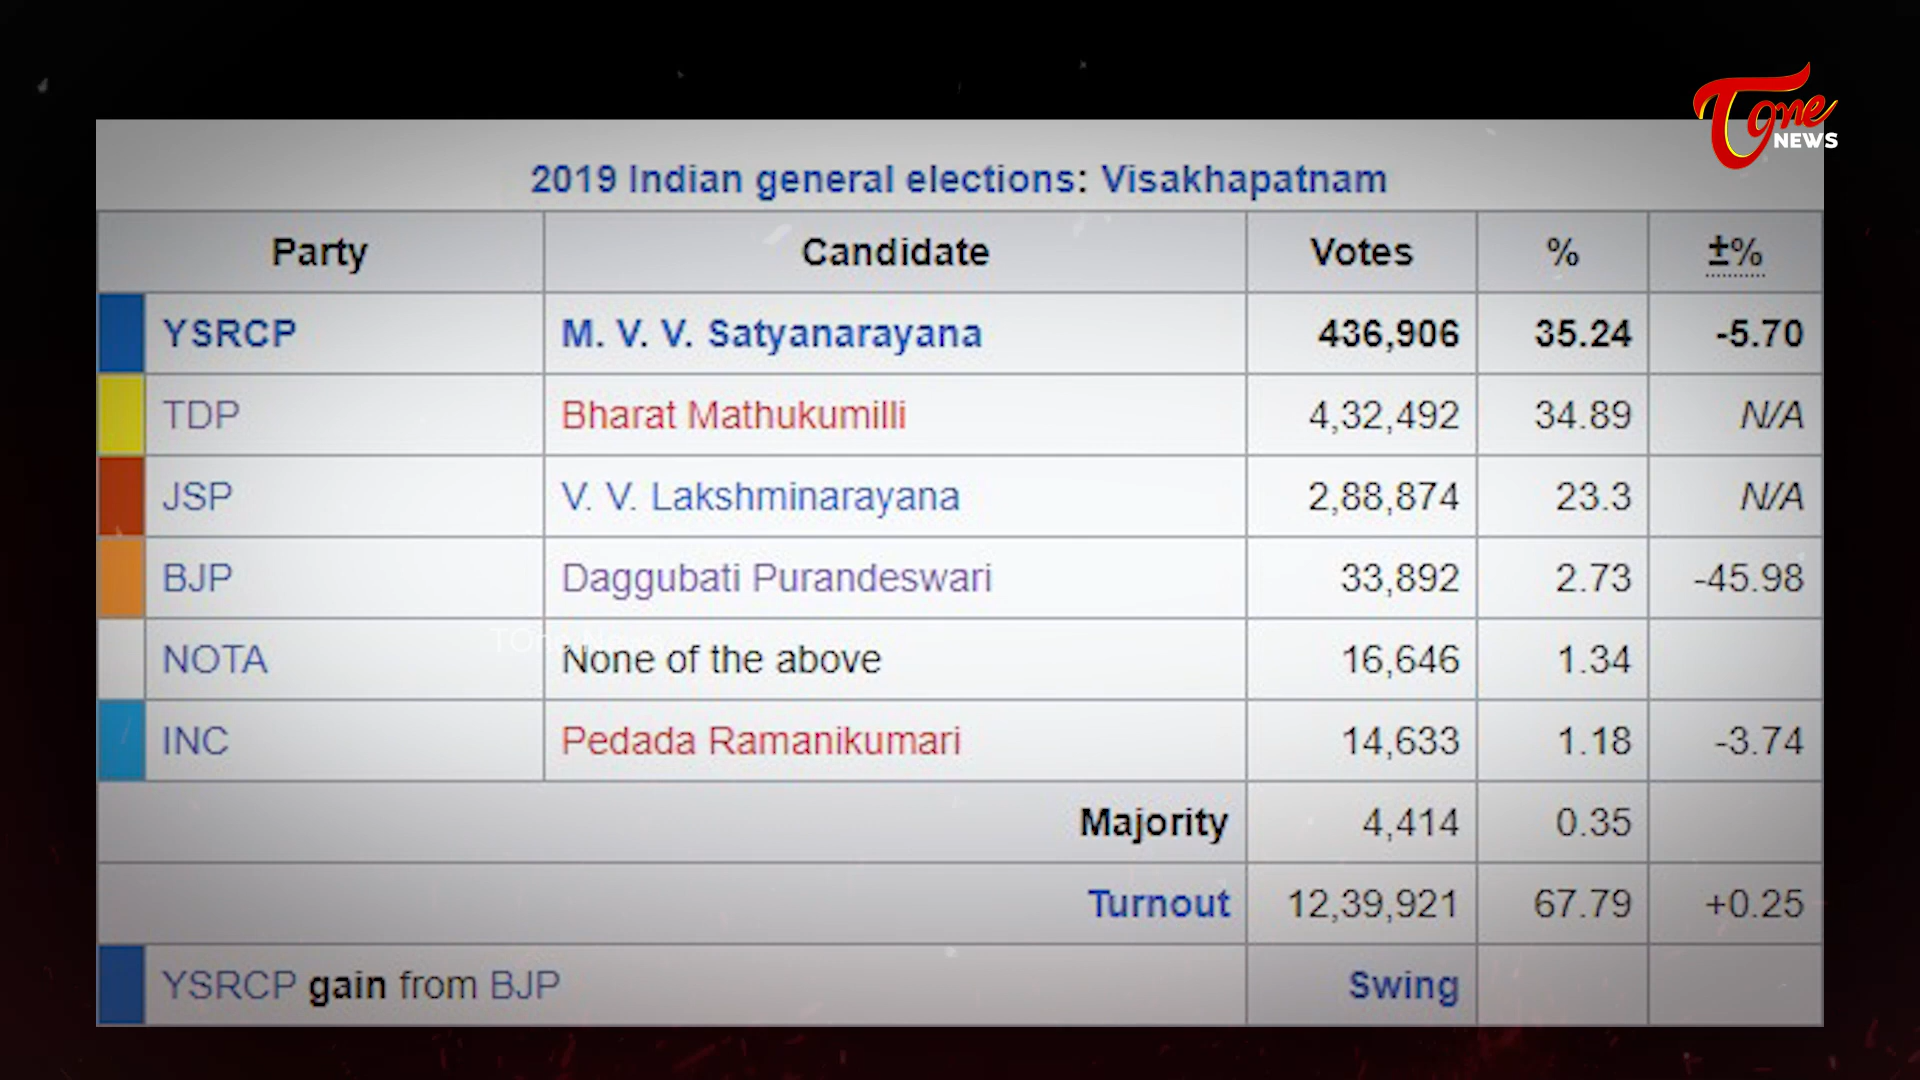 Tone
NEWS
2019 Indian general elections: Visakhapatnam
Party Candidate Votes % ±%
YSRCP M. V. V. Satyanarayana 436,906 35.24 -5.70
TDP Bharat Mathukumilli 4,32,492 34.89 N/A
JSP V. V. Lakshminarayana 2,88,874 23.3 N/A
BJP Daggubati Purandeswari 33,892 2.73 -45.98
TOne News
NOTA None of the above 16,646 1.34
INC Pedada Ramanikumari 14,633 1.18 -3.74
Majority 4,414 0.35
Turnout 12,39,921 67.79 +0.25
YSRCP gain from BJP Swing